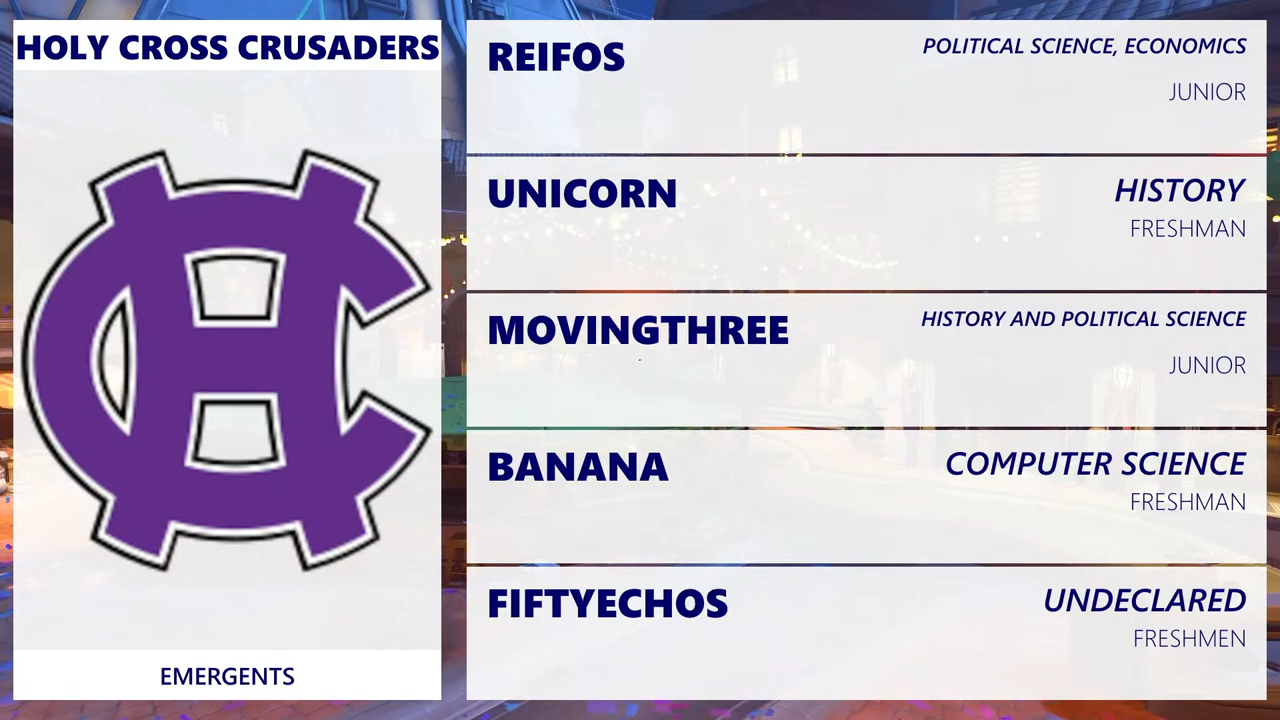 HOLY CROSS CRUSADERS
HC
EMERGENTS
REIFOS
POLITICAL SCIENCE, ECONOMICS
JUNIOR
UNICORN
HISTORY
FRESHMAN
MOVINGTHREE
HISTORY AND POLITICAL SCIENCE
JUNIOR
BANANA
COMPUTER SCIENCE
FRESHMAN
FIFTYECHOS
UNDECLARED
FRESHMEN